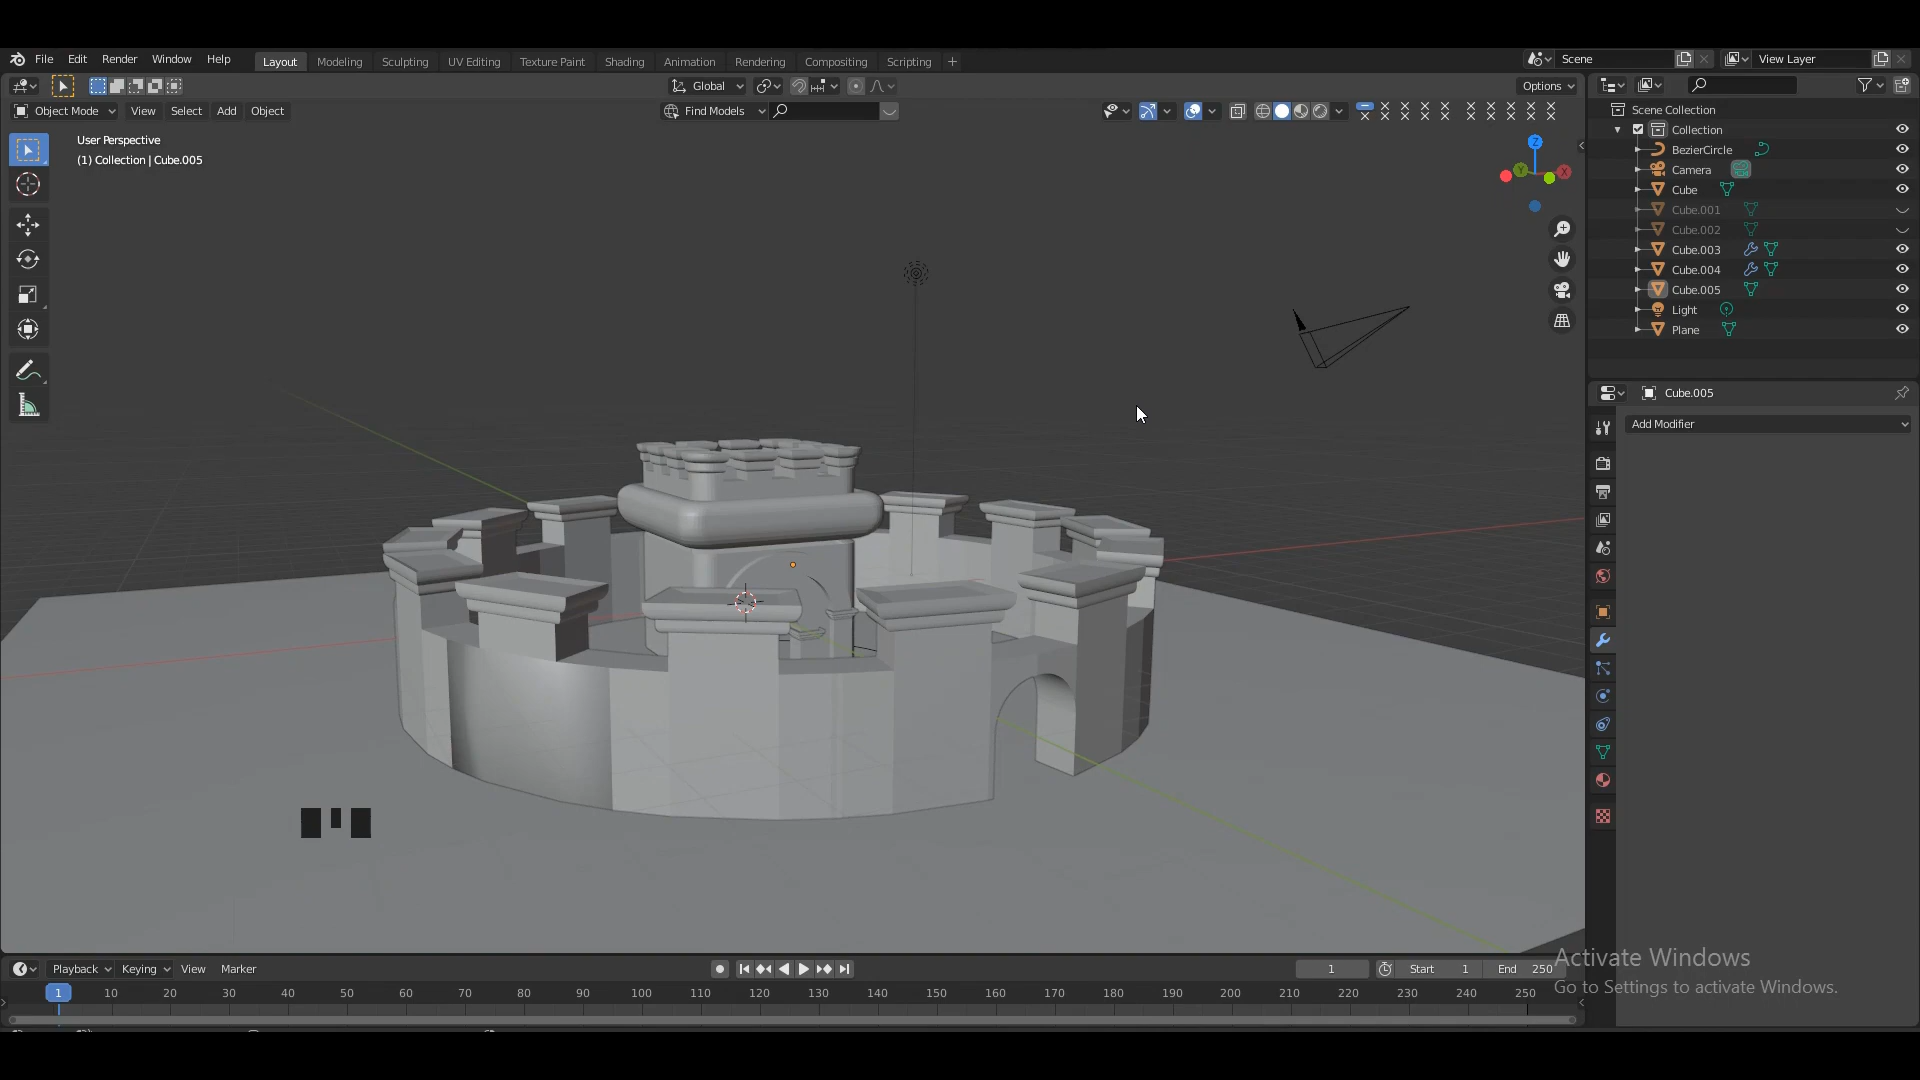 File Edit Render Window Help Layout Modeling Sculpting UV Editing Texture Paint Shading Animation Rendering Compositing Scripting + Scene View Layer
Global Options
Object Mode View Select Add Object Find Models
User Perspective
(1) Collection | Cube.005
Z
Y
X
Scene Collection
Collection
BezierCircle
Camera
Cube
Cube.001
Cube.002
Cube.003
Cube.004
Cube.005
Light
Plane
Cube.005
Add Modifier
Activate Windows
Go to Settings to activate Windows.
Playback Keying View Marker 1 Start 1 End 250
1 10 20 30 40 50 60 70 80 90 100 110 120 130 140 150 160 170 180 190 200 210 220 230 240 250